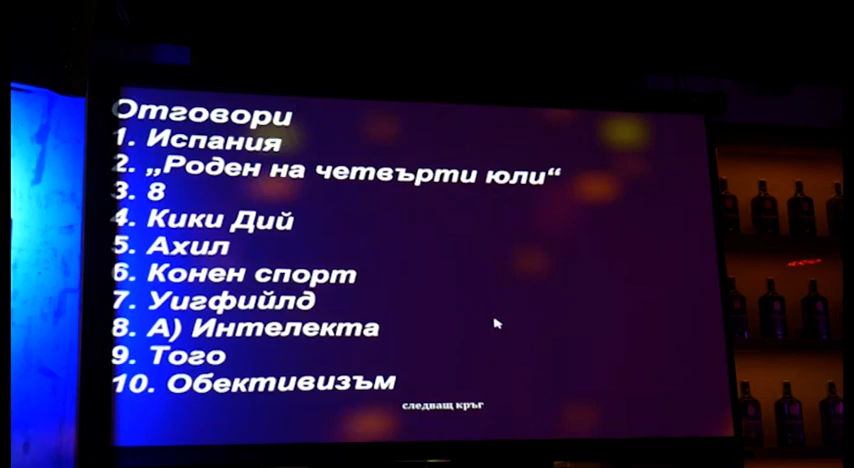 Отговори
1. Испания
2. „Роден на четвърти юли“
3. 8
4. Кики Дий
5. Ахил
6. Конен спорт
7. Уигфийлд
8. А) Интелекта
9. Того
10. Обективизъм
следващ кръг